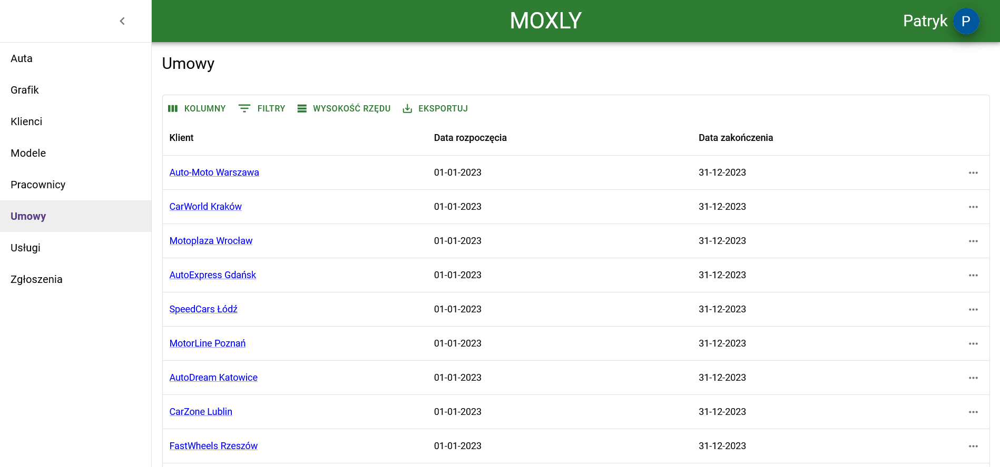 MOXLY
Patryk P
Auta
Grafik
Klienci
Modele
Pracownicy
Umowy
Usługi
Zgłoszenia
Umowy
KOLUMNY FILTRY WYSOKOŚĆ RZĘDU EKSPORTUJ
Klient Data rozpoczęcia Data zakończenia
Auto-Moto Warszawa 01-01-2023 31-12-2023
CarWorld Kraków 01-01-2023 31-12-2023
Motoplaza Wrocław 01-01-2023 31-12-2023
AutoExpress Gdańsk 01-01-2023 31-12-2023
SpeedCars Łódź 01-01-2023 31-12-2023
MotorLine Poznań 01-01-2023 31-12-2023
AutoDream Katowice 01-01-2023 31-12-2023
CarZone Lublin 01-01-2023 31-12-2023
FastWheels Rzeszów 01-01-2023 31-12-2023